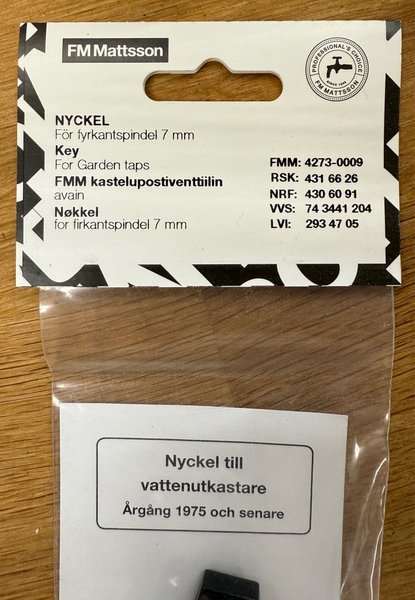 FM Mattsson
PROFESSIONAL'S CHOICE
SINCE 1865
FM MATTSSON
NYCKEL
För fyrkantspindel 7 mm
Key
For Garden taps
FMM kastelupostiventtiilin
avain
Nøkkel
for firkantspindel 7 mm
FMM: 4273-0009
RSK: 431 66 26
NRF: 430 60 91
VVS: 74 3441 204
LVI: 293 47 05
Nyckel till
vattenutkastare
Årgång 1975 och senare